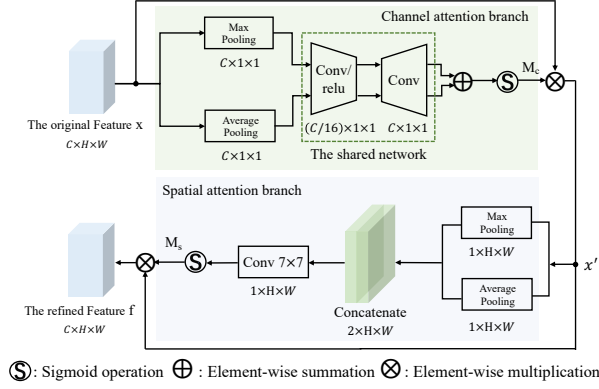 Channel attention branch
Max
Pooling
C×1×1
Average
Pooling
C×1×1
Conv/
relu
Conv
(C/16)×1×1
C×1×1
The shared network
S
M_c
The original Feature x
C×H×W
Spatial attention branch
Max
Pooling
1×H×W
Average
Pooling
1×H×W
x′
Concatenate
2×H×W
Conv 7×7
1×H×W
S
M_s
The refined Feature f
C×H×W
S : Sigmoid operation ⊕ : Element-wise summation ⊗ : Element-wise multiplication